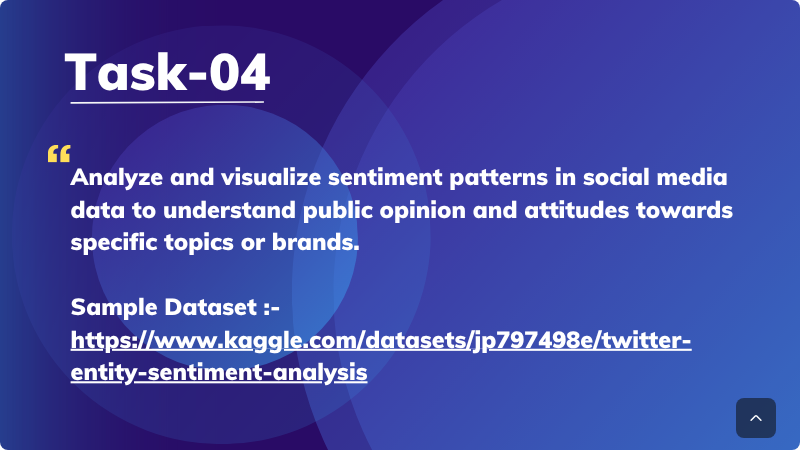 Task-04
“
Analyze and visualize sentiment patterns in social media
data to understand public opinion and attitudes towards
specific topics or brands.
Sample Dataset :-
https://www.kaggle.com/datasets/jp797498e/twitter-
entity-sentiment-analysis